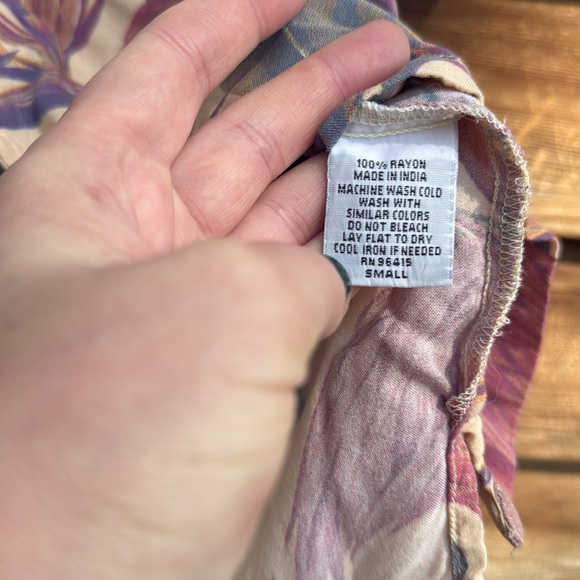 100% RAYON
MADE IN INDIA
MACHINE WASH COLD
WASH WITH
SIMILAR COLORS
DO NOT BLEACH
LAY FLAT TO DRY
COOL IRON IF NEEDED
RN 96415
SMALL